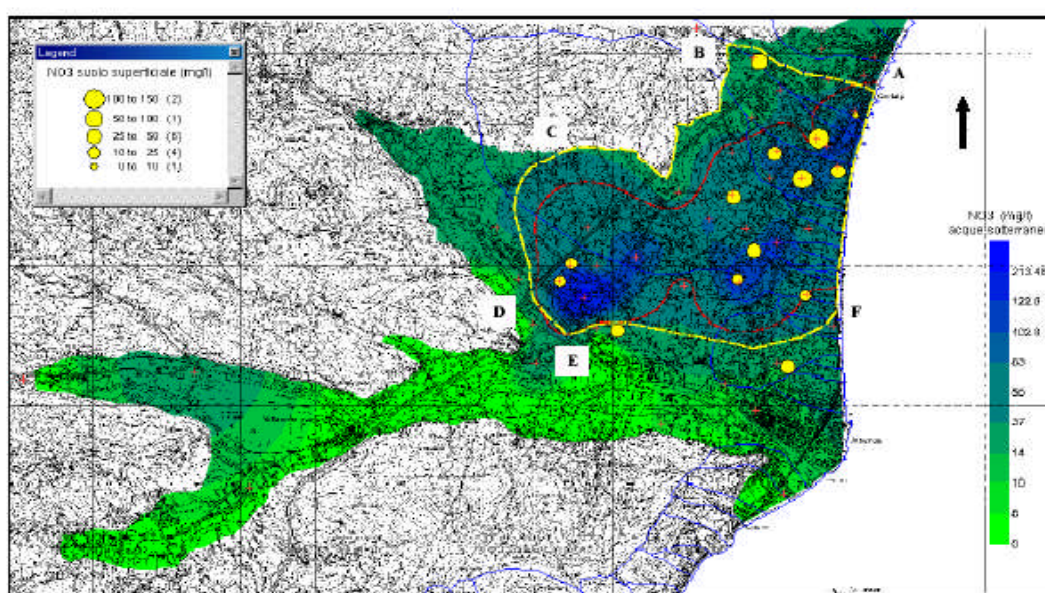 Legend
NO3 suolo superficiale (mg/l)
100 to 150 (2)
50 to 100 (1)
25 to 50 (6)
10 to 25 (4)
0 to 10 (1)
B
A
C
D
E
F
NO3 (mg/l)
acque sotterranee
213.48
122.6
102.9
63
50
37
14
10
6
0